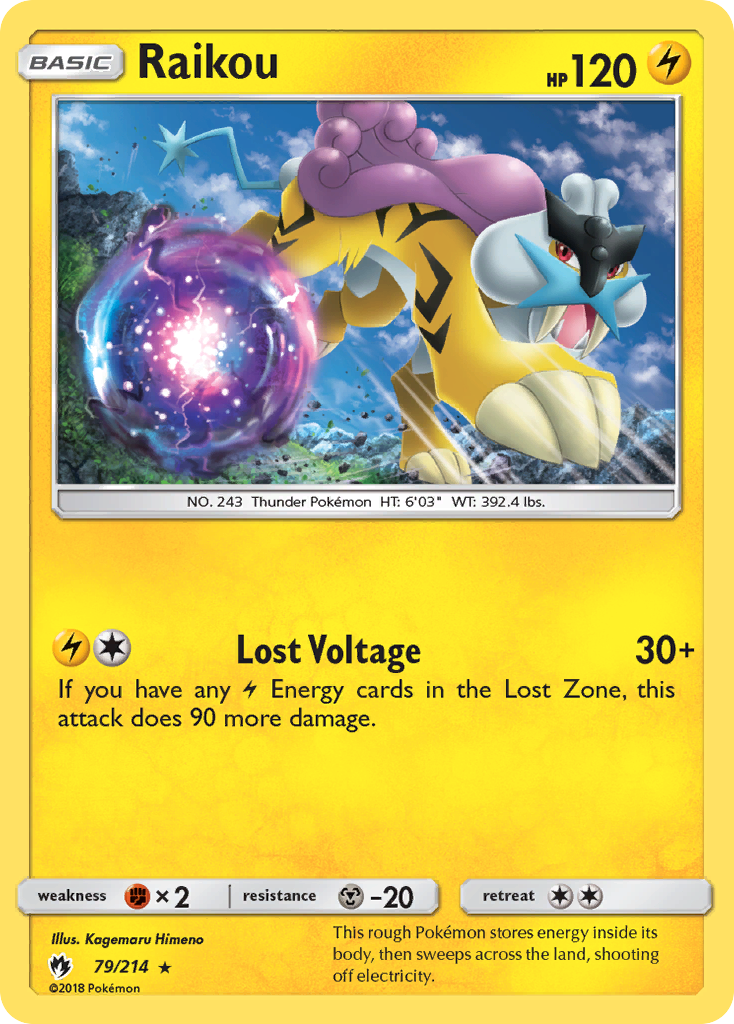 BASIC Raikou HP 120
NO. 243 Thunder Pokémon HT: 6'03" WT: 392.4 lbs.
Lost Voltage 30+
If you have any Energy cards in the Lost Zone, this
attack does 90 more damage.
weakness × 2 resistance -20 retreat
Illus. Kagemaru Himeno
79/214 ★
©2018 Pokémon
This rough Pokémon stores energy inside its
body, then sweeps across the land, shooting
off electricity.